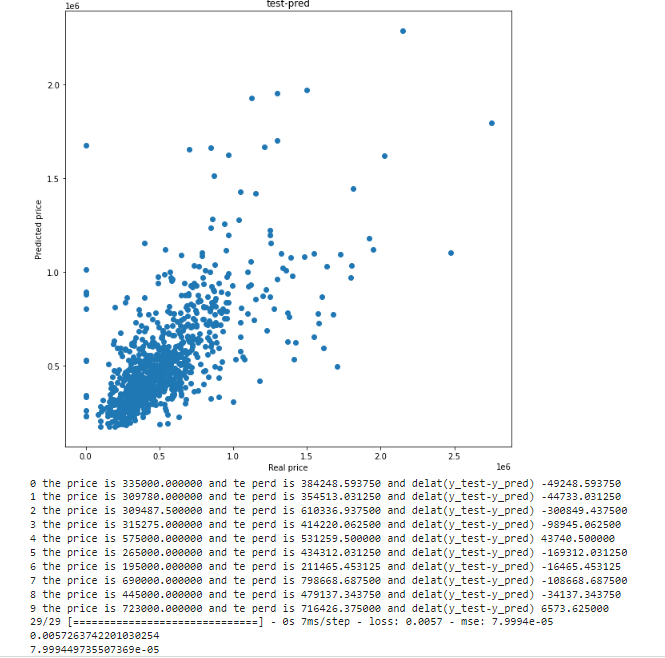 test-pred
1e6
2.0
1.5
1.0
0.5
Predicted price
0.0 0.5 1.0 1.5 2.0 2.5
Real price
1e6
0 the price is 335000.000000 and te perd is 384248.593750 and delat(y_test-y_pred) -49248.593750
1 the price is 309780.000000 and te perd is 354513.031250 and delat(y_test-y_pred) -44733.031250
2 the price is 309487.500000 and te perd is 610336.937500 and delat(y_test-y_pred) -300849.437500
3 the price is 315275.000000 and te perd is 414220.062500 and delat(y_test-y_pred) -98945.062500
4 the price is 575000.000000 and te perd is 531259.500000 and delat(y_test-y_pred) 43740.500000
5 the price is 265000.000000 and te perd is 434312.031250 and delat(y_test-y_pred) -169312.031250
6 the price is 195000.000000 and te perd is 211465.453125 and delat(y_test-y_pred) -16465.453125
7 the price is 690000.000000 and te perd is 798668.687500 and delat(y_test-y_pred) -108668.687500
8 the price is 445000.000000 and te perd is 479137.343750 and delat(y_test-y_pred) -34137.343750
9 the price is 723000.000000 and te perd is 716426.375000 and delat(y_test-y_pred) 6573.625000
29/29 [==============================] - 0s 7ms/step - loss: 0.0057 - mse: 7.9994e-05
0.0057263742201030254
7.999449735507369e-05